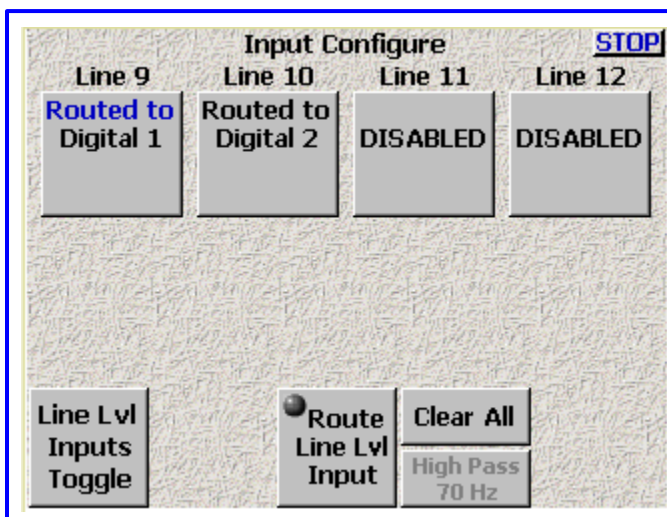 Input Configure
STOP
Line 9
Line 10
Line 11
Line 12
Routed to
Digital 1
Routed to
Digital 2
DISABLED
DISABLED
Line Lvl
Inputs
Toggle
Route
Line Lvl
Input
Clear All
High Pass
70 Hz